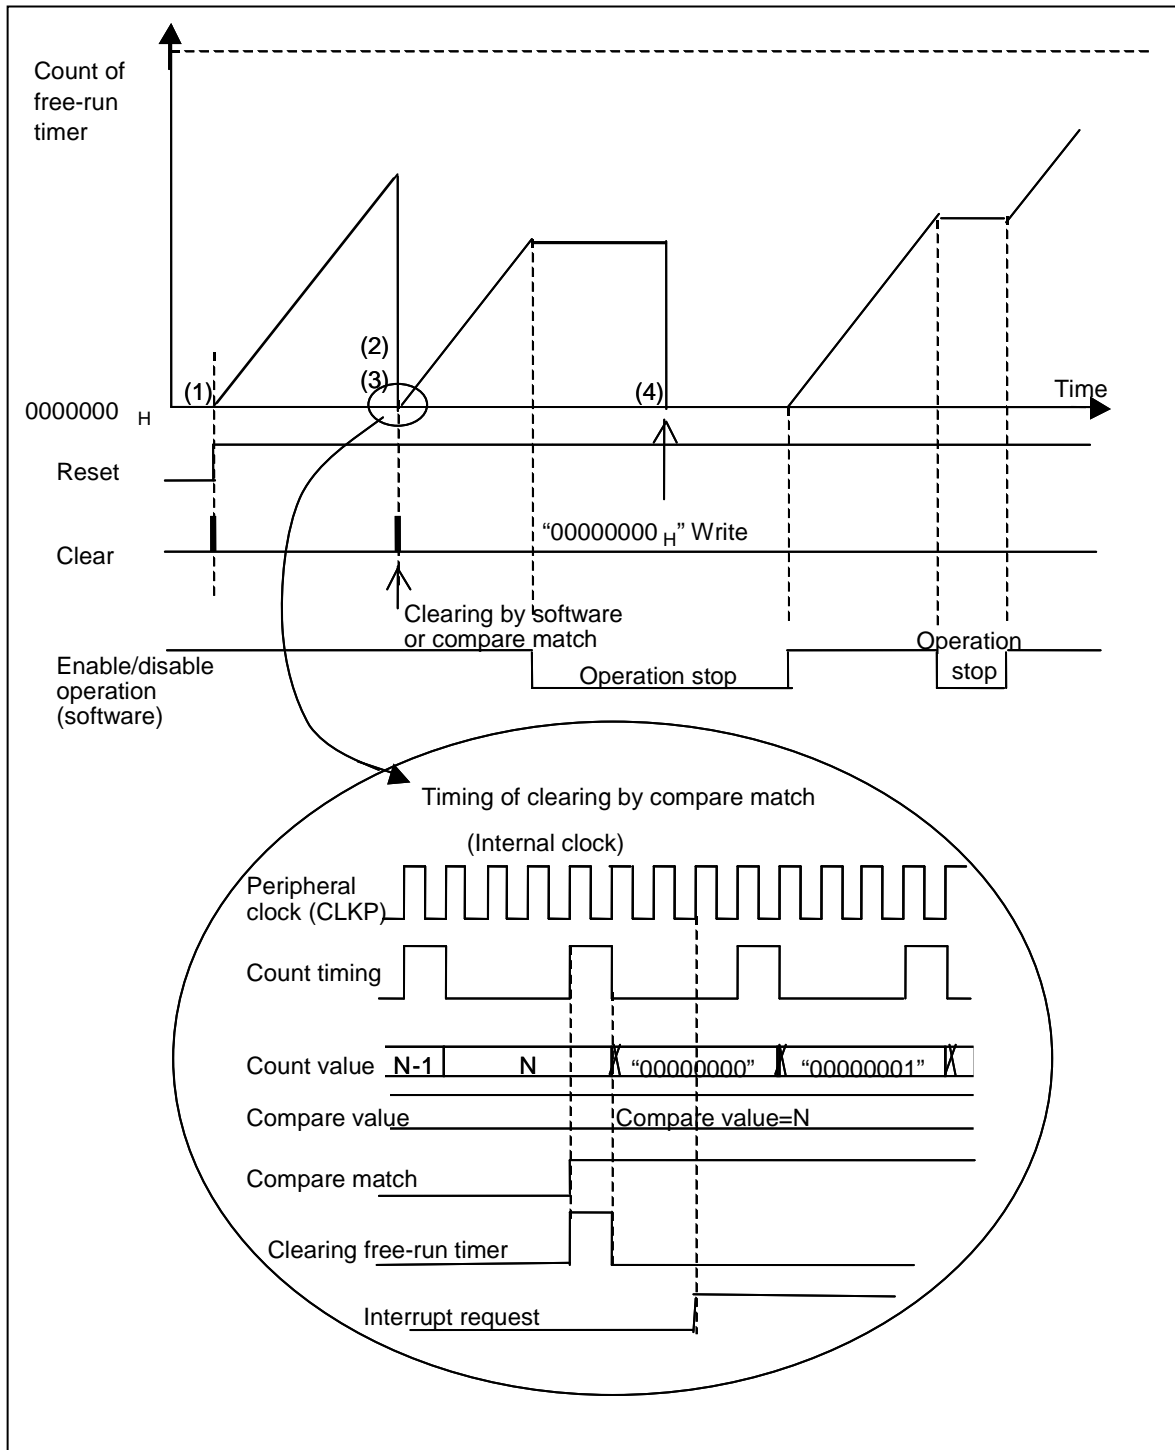 Count of
free-run
timer
(2)
(3)
(1)
(4)
Time
0000000 H
Reset
“00000000 H” Write
Clear
Clearing by software
or compare match
Operation
stop
Enable/disable
operation
(software)
Operation stop
Timing of clearing by compare match
(Internal clock)
Peripheral
clock (CLKP)
Count timing
Count value N-1 N “00000000” “00000001”
Compare value Compare value=N
Compare match
Clearing free-run timer
Interrupt request